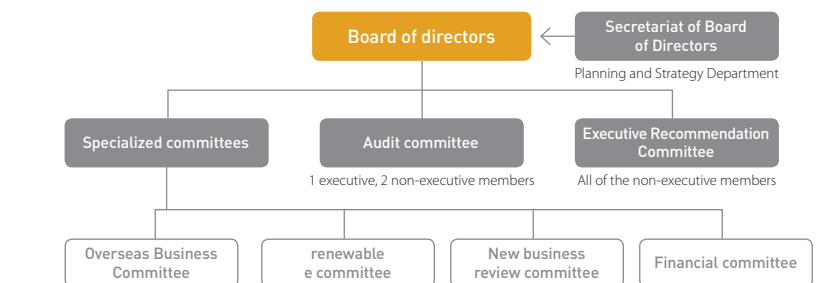 Board of directors
Secretariat of Board
of Directors
Planning and Strategy Department
Specialized committees
Audit committee
Executive Recommendation
Committee
1 executive, 2 non-executive members
All of the non-executive members
Overseas Business
Committee
renewable
e committee
New business
review committee
Financial committee